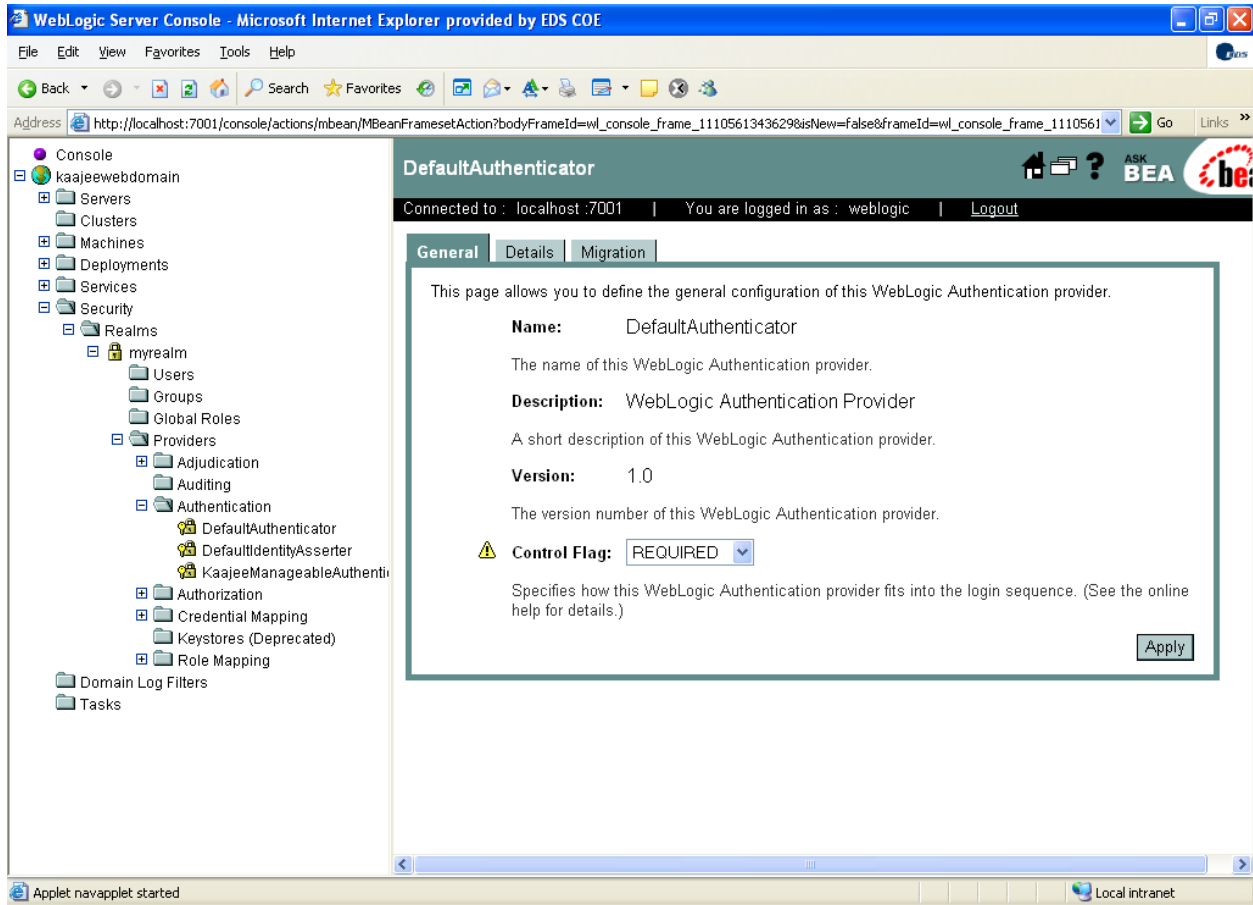 WebLogic Server Console - Microsoft Internet Explorer provided by EDS COE
File Edit View Favorites Tools Help
Back Search Favorites
Address http://localhost:7001/console/actions/mbean/MBeanFramesetAction?bodyFrameId=wl_console_frame_1110561343629&isNew=false&frameId=wl_console_frame_1110561 Go Links »
Console
kaajeewebdomain
Servers
Clusters
Machines
Deployments
Services
Security
Realms
myrealm
Users
Groups
Global Roles
Providers
Adjudication
Auditing
Authentication
DefaultAuthenticator
DefaultIdentityAsserter
KaajeeManageableAuthenti
Authorization
Credential Mapping
Keystores (Deprecated)
Role Mapping
Domain Log Filters
Tasks
DefaultAuthenticator
? ASK BEA bea
Connected to : localhost :7001 | You are logged in as : weblogic | Logout
General Details Migration
This page allows you to define the general configuration of this WebLogic Authentication provider.
Name: DefaultAuthenticator
The name of this WebLogic Authentication provider.
Description: WebLogic Authentication Provider
A short description of this WebLogic Authentication provider.
Version: 1.0
The version number of this WebLogic Authentication provider.
Control Flag: REQUIRED
Specifies how this WebLogic Authentication provider fits into the login sequence. (See the online
help for details.)
Apply
Applet navapplet started
Local intranet